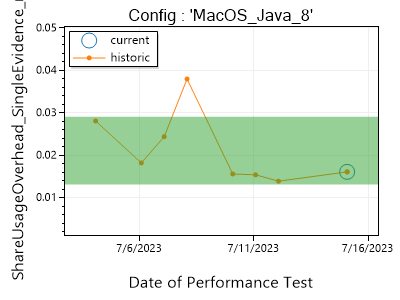 Config : 'MacOS_Java_8'
ShareUsageOverhead_SingleEvidence_
0.05
0.04
0.03
0.02
0.01
current
historic
7/6/2023
7/11/2023
7/16/2023
Date of Performance Test